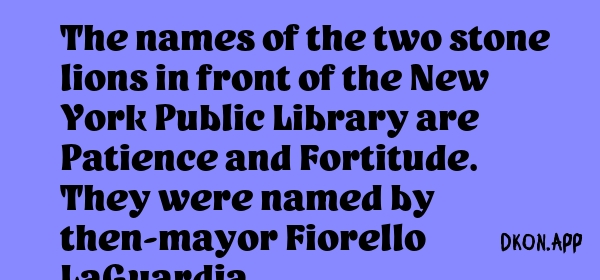 The names of the two stone
lions in front of the New
York Public Library are
Patience and Fortitude.
They were named by
then-mayor Fiorello
LaGuardia
DKON.APP